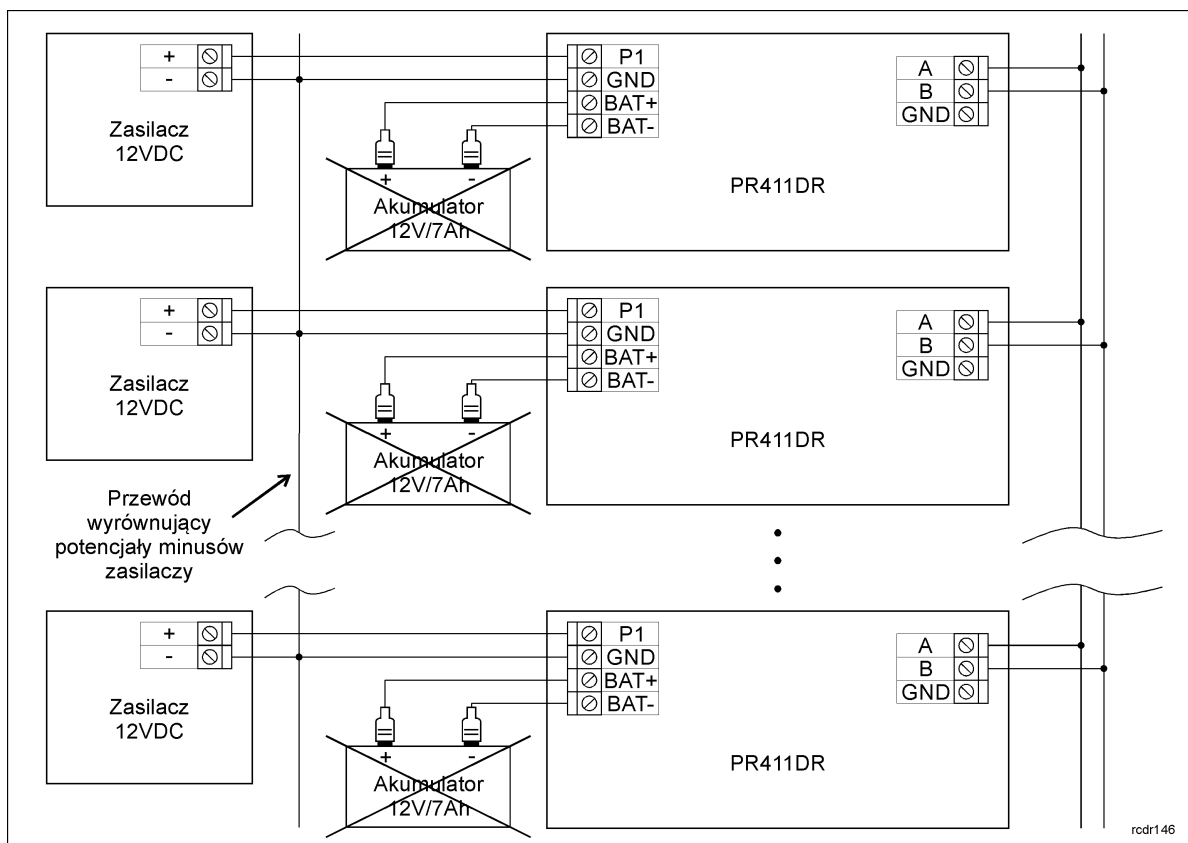 +
-
Zasilacz
12VDC
P1
GND
BAT+
BAT-
A
B
GND
PR411DR
+ -
Akumulator
12V/7Ah
+
-
Zasilacz
12VDC
P1
GND
BAT+
BAT-
A
B
GND
PR411DR
+ -
Akumulator
12V/7Ah
Przewód
wyrównujący
potencjały minusów
zasilaczy
+
-
Zasilacz
12VDC
P1
GND
BAT+
BAT-
A
B
GND
PR411DR
+ -
Akumulator
12V/7Ah
rcdr146